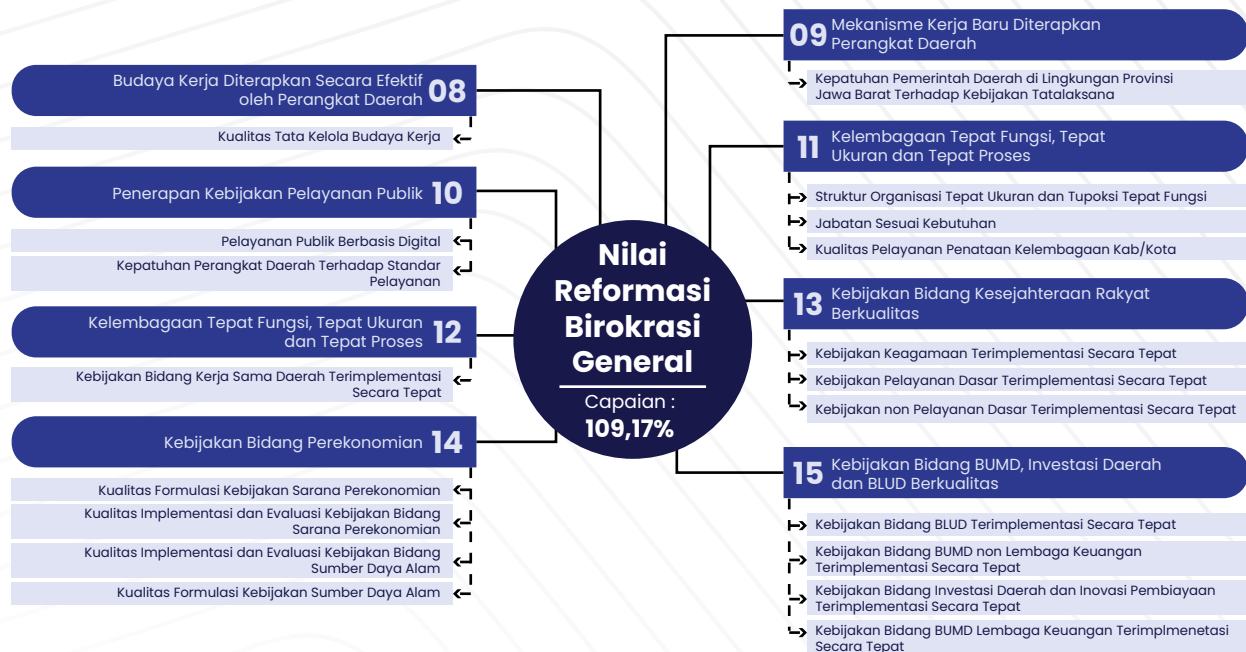 Budaya Kerja Diterapkan Secara Efektif
oleh Perangkat Daerah
08
Kualitas Tata Kelola Budaya Kerja
Penerapan Kebijakan Pelayanan Publik 10
Pelayanan Publik Berbasis Digital
Kepatuhan Perangkat Daerah Terhadap Standar
Pelayanan
Kelembagaan Tepat Fungsi, Tepat Ukuran
dan Tepat Proses
12
Kebijakan Bidang Kerja Sama Daerah Terimplementasi
Secara Tepat
Kebijakan Bidang Perekonomian 14
Kualitas Formulasi Kebijakan Sarana Perekonomian
Kualitas Implementasi dan Evaluasi Kebijakan Bidang
Sarana Perekonomian
Kualitas Implementasi dan Evaluasi Kebijakan Bidang
Sumber Daya Alam
Kualitas Formulasi Kebijakan Sumber Daya Alam
Nilai
Reformasi
Birokrasi
General
Capaian :
109,17%
09
Mekanisme Kerja Baru Diterapkan
Perangkat Daerah
Kepatuhan Pemerintah Daerah di Lingkungan Provinsi
Jawa Barat Terhadap Kebijakan Tatalaksana
11
Kelembagaan Tepat Fungsi, Tepat
Ukuran dan Tepat Proses
Struktur Organisasi Tepat Ukuran dan Tupoksi Tepat Fungsi
Jabatan Sesuai Kebutuhan
Kualitas Pelayanan Penataan Kelembagaan Kab/Kota
13
Kebijakan Bidang Kesejahteraan Rakyat
Berkualitas
Kebijakan Keagamaan Terimplementasi Secara Tepat
Kebijakan Pelayanan Dasar Terimplementasi Secara Tepat
Kebijakan non Pelayanan Dasar Terimplementasi Secara Tepat
15
Kebijakan Bidang BUMD, Investasi Daerah
dan BLUD Berkualitas
Kebijakan Bidang BLUD Terimplementasi Secara Tepat
Kebijakan Bidang BUMD non Lembaga Keuangan
Terimplementasi Secara Tepat
Kebijakan Bidang Investasi Daerah dan Inovasi Pembiayaan
Terimplementasi Secara Tepat
Kebijakan Bidang BUMD Lembaga Keuangan Terimplmenetasi
Secara Tepat